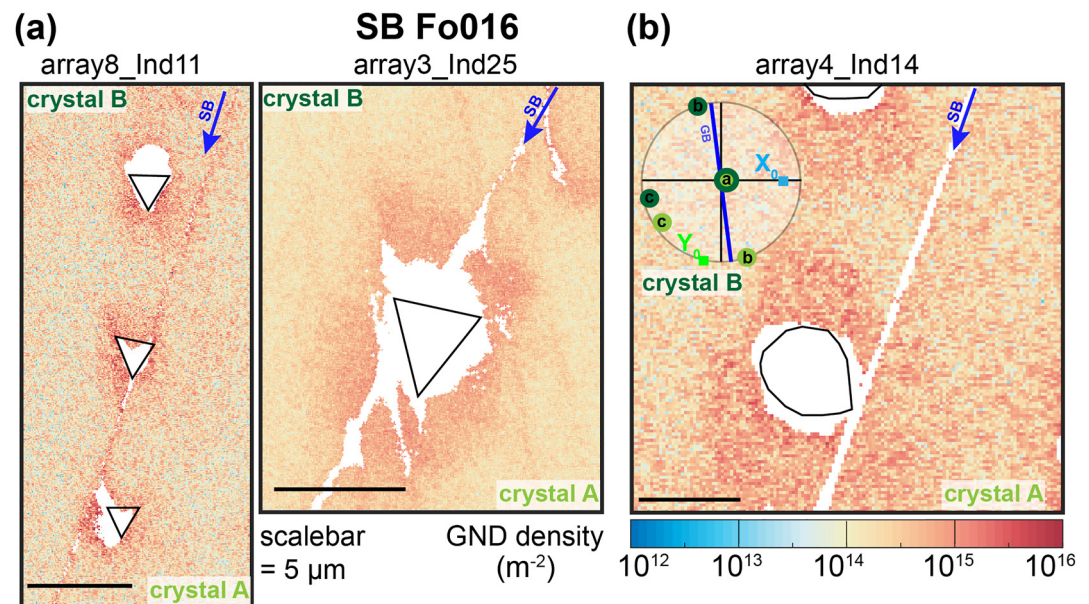 (a)
SB Fo016
(b)
array8_Ind11
array3_Ind25
array4_Ind14
crystal B
SB
crystal A
crystal B
SB
crystal A
SB
b
GB
a
X0
c
c
Y0
b
crystal B
crystal A
scalebar
= 5 µm
GND density
(m-2)
10^12 10^13 10^14 10^15 10^16